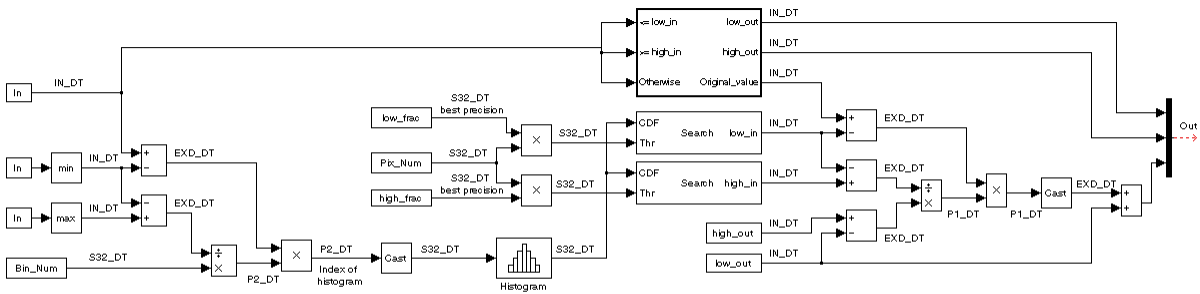 <= low_in low_out IN_DT
>= high_in high_out IN_DT
Otherwise Original_value IN_DT
In IN_DT
low_frac S32_DT best precision
S32_DT
CDF Search low_in IN_DT
Thr
+ − EXD_DT
Out
In min IN_DT
+ − EXD_DT
Pix_Num S32_DT
×
CDF Search high_in IN_DT
Thr
− + EXD_DT
high_frac S32_DT best precision
× S32_DT
In max IN_DT
− + EXD_DT
÷ × P1_DT
× P1_DT
Cast EXD_DT
+ +
high_out IN_DT
+ − EXD_DT
low_out IN_DT
Bin_Num S32_DT
÷ × P2_DT
× P2_DT
Index of
histogram
Cast S32_DT
S32_DT
Histogram